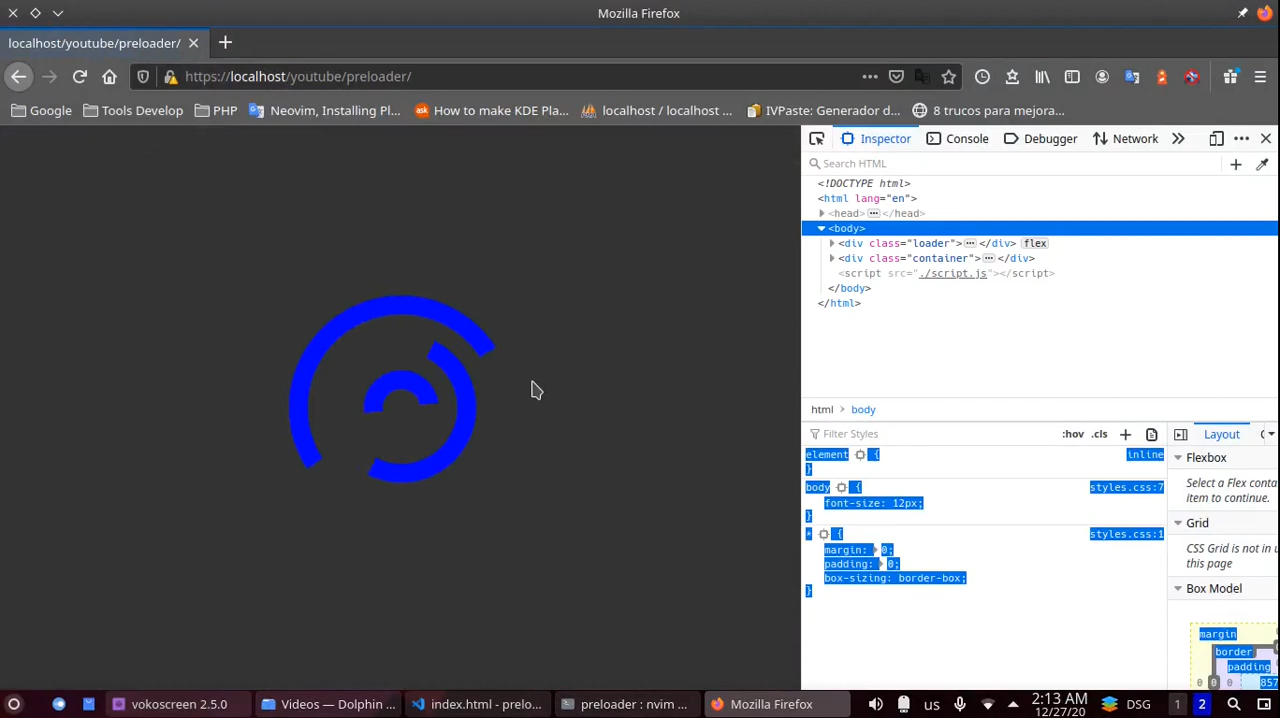 Mozilla Firefox
localhost/youtube/preloader/
https://localhost/youtube/preloader/
Google Tools Develop PHP Neovim, Installing Pl... How to make KDE Pla... localhost / localhost ... IVPaste: Generador d... 8 trucos para mejora...
Inspector Console Debugger Network
Search HTML
<!DOCTYPE html>
<html lang="en">
<head> </head>
<body>
<div class="loader"> </div> flex
<div class="container"> </div>
<script src="./script.js"></script>
</body>
</html>
html body
Filter Styles :hov .cls Layout
element { inline
}
Flexbox
Select a Flex conta
item to continue.
body { styles.css:7
font-size: 12px;
}
Grid
* { styles.css:1
margin: 0;
padding: 0;
box-sizing: border-box;
}
CSS Grid is not in u
this page
Box Model
margin
border
padding
0 0 0 857
vokoscreen 2.5.0 Videos — Dolphin ... index.html - prelo... preloader : nvim ... Mozilla Firefox us 2:13 AM DSG 1 2
12/27/20